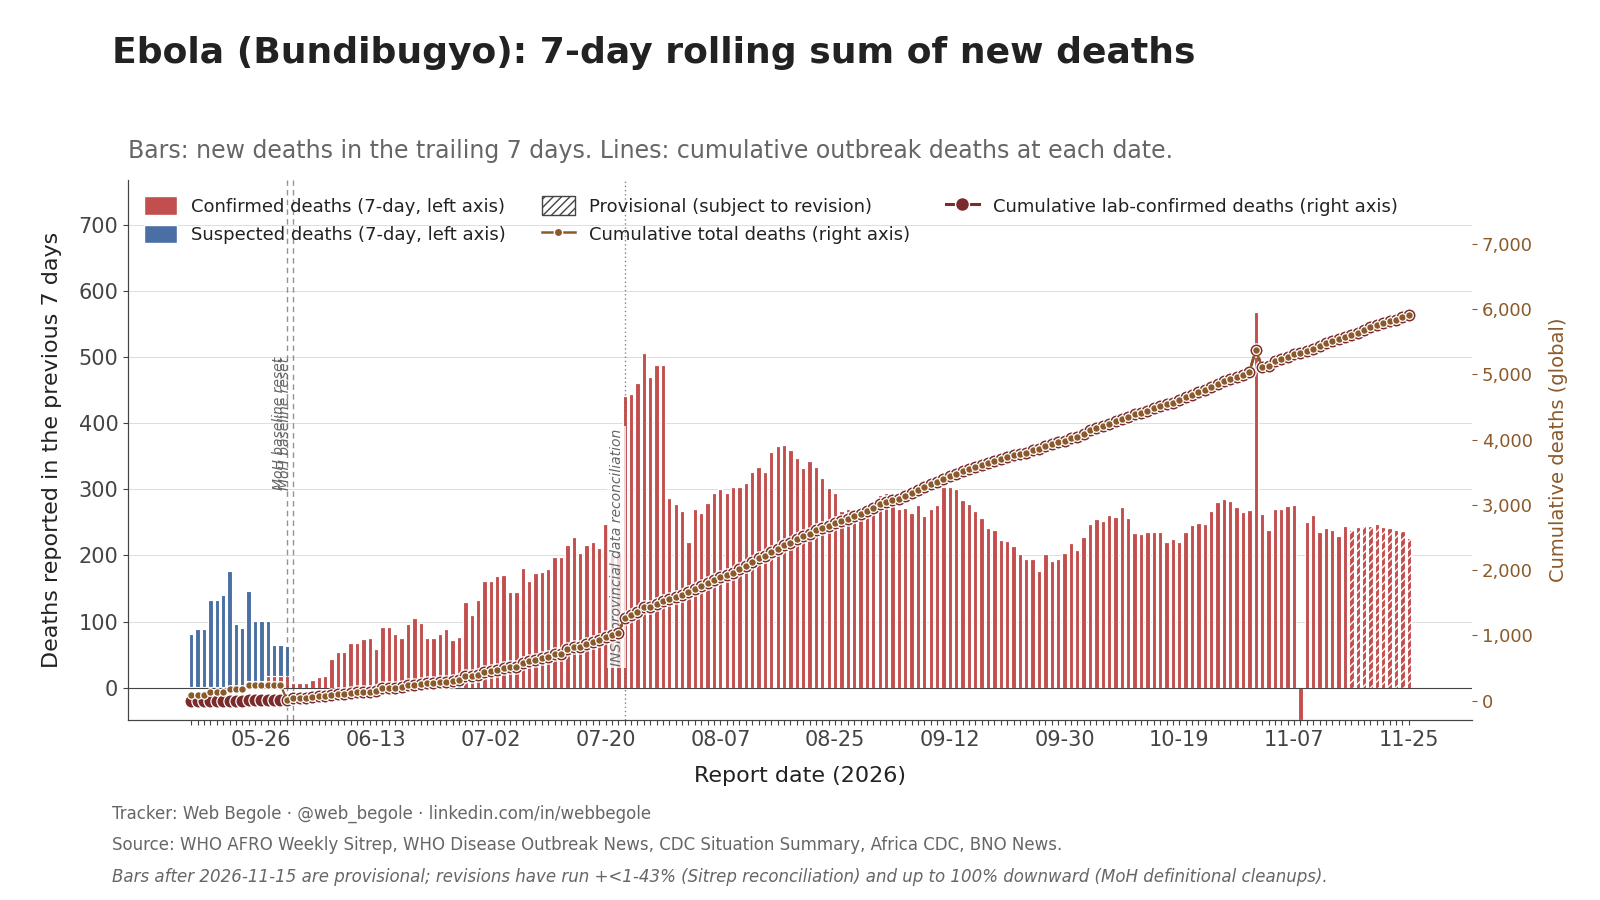 Ebola (Bundibugyo): 7-day rolling sum of new deaths
Bars: new deaths in the trailing 7 days. Lines: cumulative outbreak deaths at each date.
Confirmed deaths (7-day, left axis)
Suspected deaths (7-day, left axis)
Provisional (subject to revision)
Cumulative total deaths (right axis)
Cumulative lab-confirmed deaths (right axis)
Deaths reported in the previous 7 days
700
600
500
400
300
200
100
0
MoH baseline reset
MoH baseline reset
INSP provincial data reconciliation
7,000
6,000
5,000
4,000
3,000
2,000
1,000
0
Cumulative deaths (global)
05-26 06-13 07-02 07-20 08-07 08-25 09-12 09-30 10-19 11-07 11-25
Report date (2026)
Tracker: Web Begole · @web_begole · linkedin.com/in/webbegole
Source: WHO AFRO Weekly Sitrep, WHO Disease Outbreak News, CDC Situation Summary, Africa CDC, BNO News.
Bars after 2026-11-15 are provisional; revisions have run +<1-43% (Sitrep reconciliation) and up to 100% downward (MoH definitional cleanups).